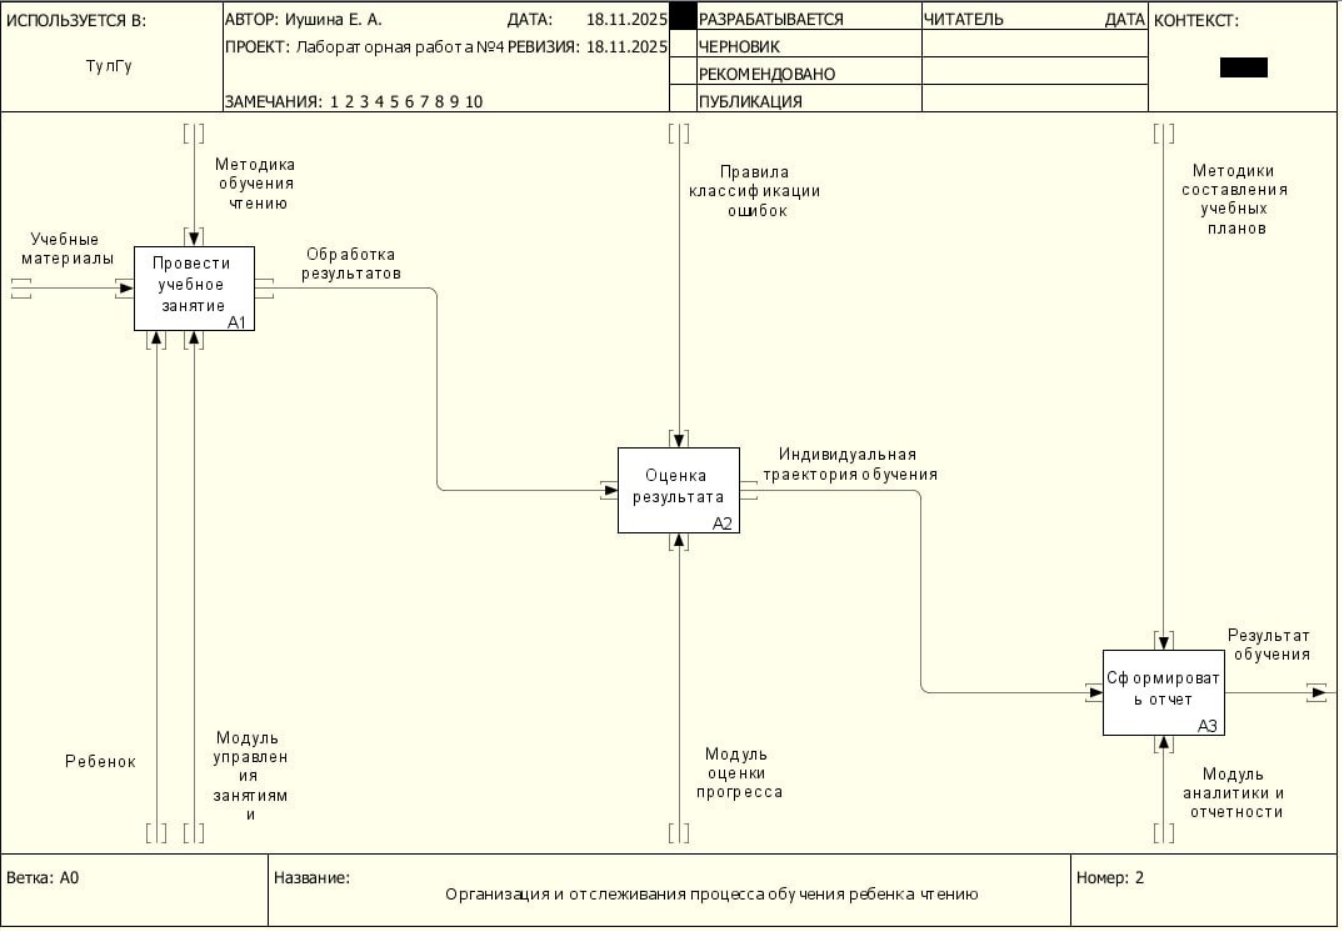 ИСПОЛЬЗУЕТСЯ В:
ТулГу
АВТОР: Иушина Е. А.
ДАТА: 18.11.2025
ПРОЕКТ: Лабораторная работа №4
РЕВИЗИЯ: 18.11.2025
ЗАМЕЧАНИЯ: 1 2 3 4 5 6 7 8 9 10
РАЗРАБАТЫВАЕТСЯ
ЧЕРНОВИК
РЕКОМЕНДОВАНО
ПУБЛИКАЦИЯ
ЧИТАТЕЛЬ
ДАТА
КОНТЕКСТ:
Методика
обучения
чтению
Правила
классификации
ошибок
Методики
составления
учебных
планов
Учебные
материалы
Провести
учебное
занятие
A1
Обработка
результатов
Оценка
результата
A2
Индивидуальная
траектория обучения
Сформироват
ь отчет
A3
Результат
обучения
Ребенок
Модуль
управлен
ия
занятиям
и
Модуль
оценки
прогресса
Модуль
аналитики и
отчетности
Ветка: A0
Название:
Организация и отслеживания процесса обучения ребенка чтению
Номер: 2